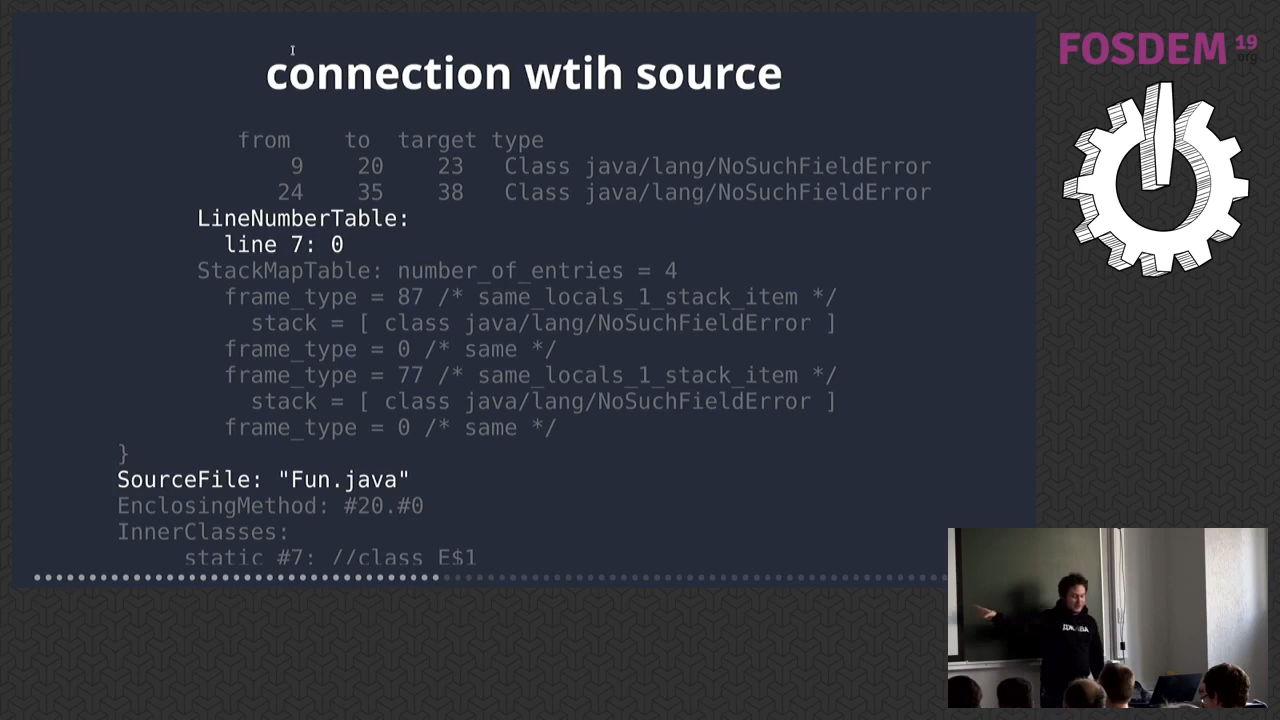 connection wtih source
from to target type
9 20 23 Class java/lang/NoSuchFieldError
24 35 38 Class java/lang/NoSuchFieldError
LineNumberTable:
line 7: 0
StackMapTable: number_of_entries = 4
frame_type = 87 /* same_locals_1_stack_item */
stack = [ class java/lang/NoSuchFieldError ]
frame_type = 0 /* same */
frame_type = 77 /* same_locals_1_stack_item */
stack = [ class java/lang/NoSuchFieldError ]
frame_type = 0 /* same */
}
SourceFile: "Fun.java"
EnclosingMethod: #20.#0
InnerClasses:
static #7: //class E$1
FOSDEM 19
.org